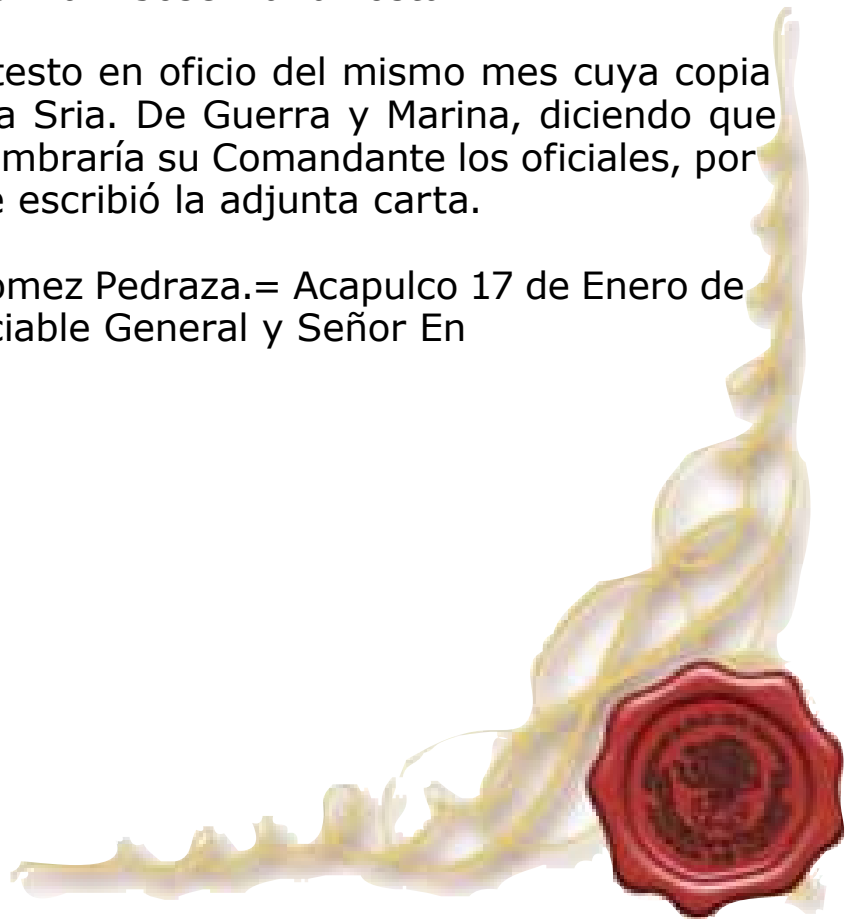 testo en oficio del mismo mes cuya copia
a Sria. De Guerra y Marina, diciendo que
mbraría su Comandante los oficiales, por
e escribió la adjunta carta.
omez Pedraza.= Acapulco 17 de Enero de
ciable General y Señor En